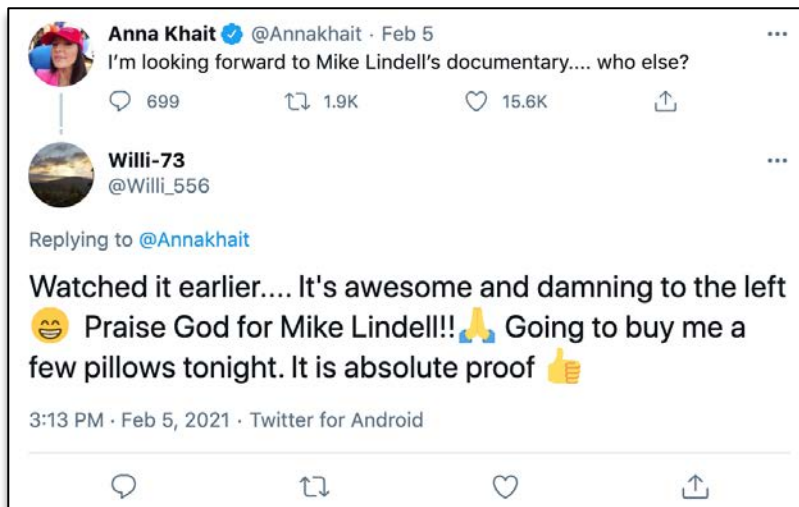 Anna Khait @Annakhait · Feb 5
I'm looking forward to Mike Lindell's documentary.... who else?
699 1.9K 15.6K
Willi-73
@Willi_556
Replying to @Annakhait
Watched it earlier.... It's awesome and damning to the left
😁 Praise God for Mike Lindell!!🙏 Going to buy me a
few pillows tonight. It is absolute proof 👍
3:13 PM · Feb 5, 2021 · Twitter for Android